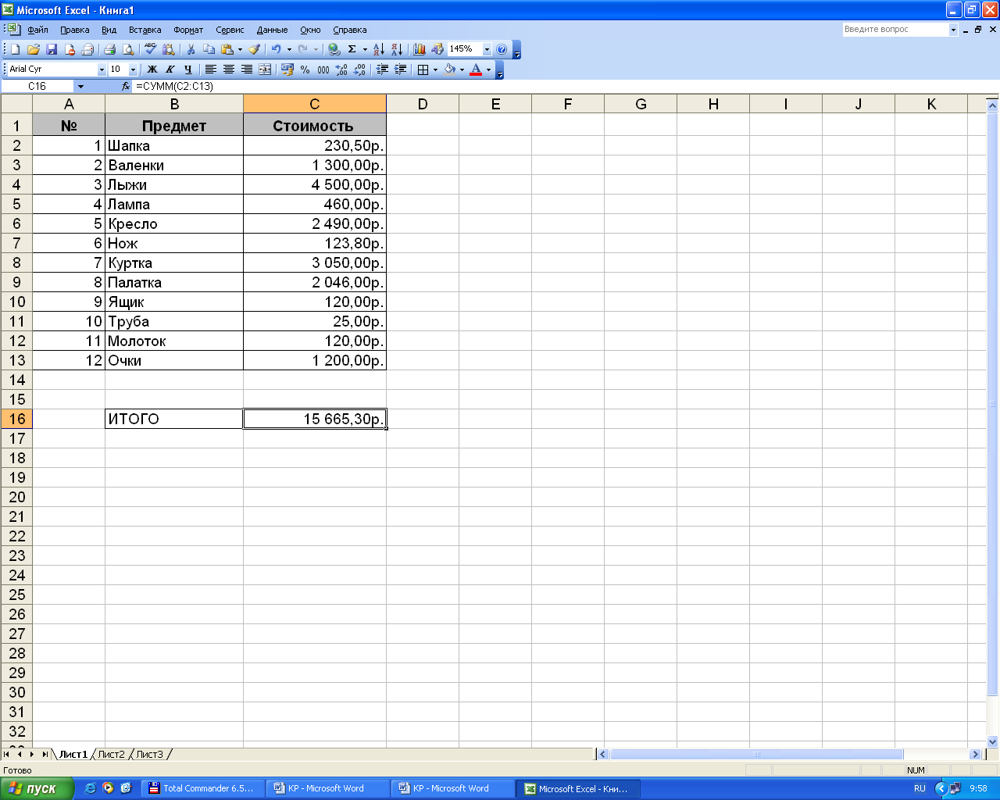 Microsoft Excel - Книга1
Файл Правка Вид Вставка Формат Сервис Данные Окно Справка Введите вопрос
145%
Arial Cyr 10 Ж К Ч % 000
C16 fx =СУММ(C2:C13)
A B C D E F G H I J K
1 № Предмет Стоимость
2 1 Шапка 230,50р.
3 2 Валенки 1 300,00р.
4 3 Лыжи 4 500,00р.
5 4 Лампа 460,00р.
6 5 Кресло 2 490,00р.
7 6 Нож 123,80р.
8 7 Куртка 3 050,00р.
9 8 Палатка 2 046,00р.
10 9 Ящик 120,00р.
11 10 Труба 25,00р.
12 11 Молоток 120,00р.
13 12 Очки 1 200,00р.
14
15
16 ИТОГО 15 665,30р.
17
18
19
20
21
22
23
24
25
26
27
28
29
30
31
32
Лист1 Лист2 Лист3
Готово NUM
пуск Total Commander 6.5... KP - Microsoft Word KP - Microsoft Word Microsoft Excel - Кни... RU 9:58